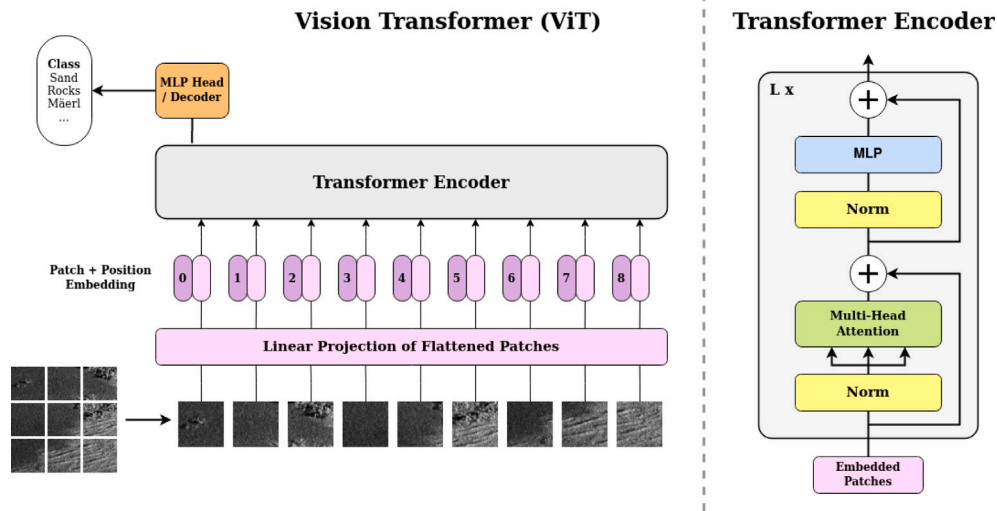 Vision Transformer (ViT)
Class
Sand
Rocks
Mäerl
...
MLP Head
/ Decoder
Transformer Encoder
Patch + Position
Embedding
0 1 2 3 4 5 6 7 8
Linear Projection of Flattened Patches
Transformer Encoder
L x
MLP
Norm
Multi-Head
Attention
Norm
Embedded
Patches